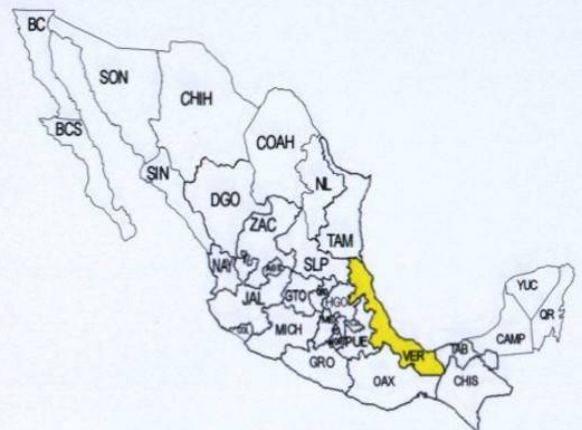 BC
SON
CHIH
BCS
COAH
SIN
NL
DGO
ZAC
TAM
NAY
SLP
JAL
GTO
HGO
MICH
PUE
GRO
OAX
VER
TAB
CHIS
CAMP
YUC
QR